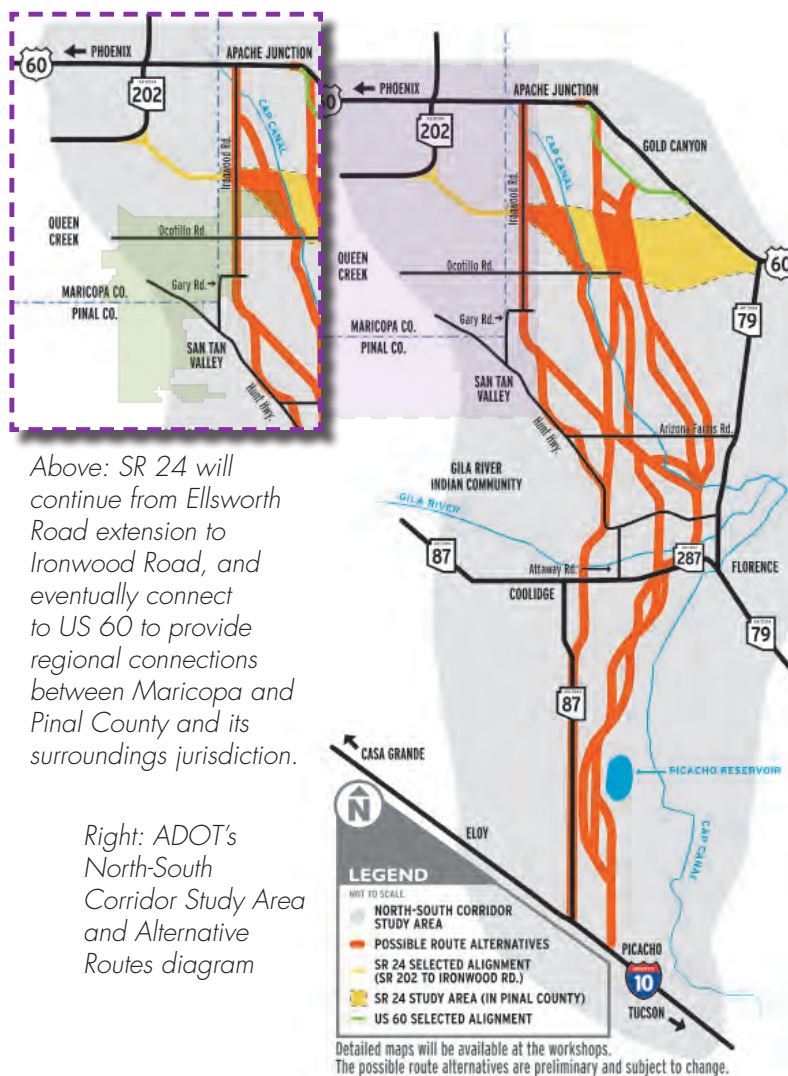 60
PHOENIX
APACHE JUNCTION
ARIZONA
202
CAP CANAL
Ironwood Rd.
QUEEN
CREEK
Ocotillo Rd.
Gary Rd.
MARICOPA CO.
PINAL CO.
SAN TAN
VALLEY
Hunt Hwy.
60
PHOENIX
APACHE JUNCTION
202
GOLD CANYON
CAP CANAL
Ironwood Rd.
QUEEN
CREEK
Ocotillo Rd.
60
Gary Rd.
MARICOPA CO.
PINAL CO.
79
SAN TAN
VALLEY
Hunt Hwy.
Arizona Farms Rd.
GILA RIVER
INDIAN COMMUNITY
GILA RIVER
87
Attaway Rd.
287
FLORENCE
COOLIDGE
79
87
PICACHO RESERVOIR
CASA GRANDE
ELOY
CAP CANAL
PICACHO
10
TUCSON
Above: SR 24 will
continue from Ellsworth
Road extension to
Ironwood Road, and
eventually connect
to US 60 to provide
regional connections
between Maricopa and
Pinal County and its
surroundings jurisdiction.
Right: ADOT's
North-South
Corridor Study Area
and Alternative
Routes diagram
N
LEGEND
NOT TO SCALE
NORTH-SOUTH CORRIDOR
STUDY AREA
POSSIBLE ROUTE ALTERNATIVES
SR 24 SELECTED ALIGNMENT
(SR 202 TO IRONWOOD RD.)
SR 24 STUDY AREA (IN PINAL COUNTY)
US 60 SELECTED ALIGNMENT
Detailed maps will be available at the workshops.
The possible route alternatives are preliminary and subject to change.